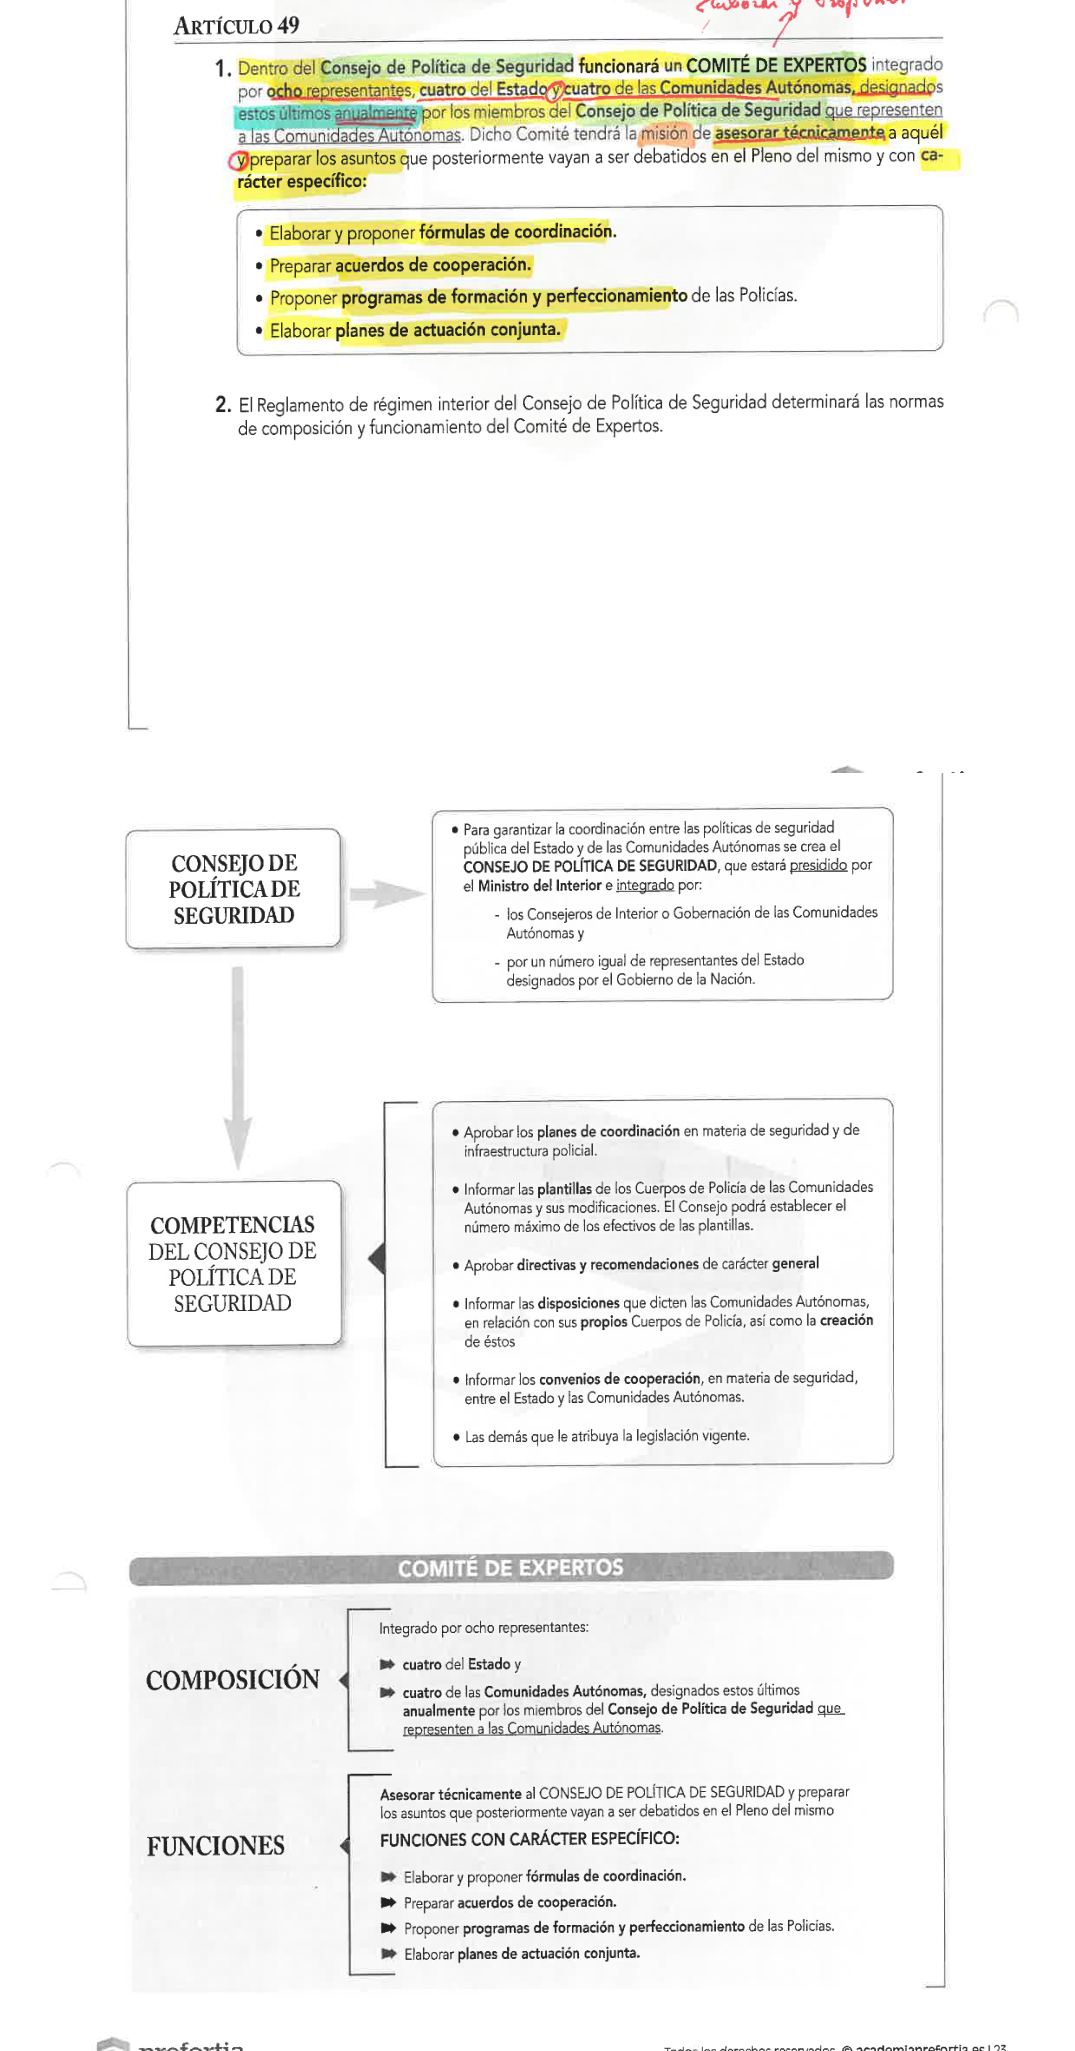 Elaborar y proponer
ARTÍCULO 49
1. Dentro del Consejo de Política de Seguridad funcionará un COMITÉ DE EXPERTOS integrado
por ocho representantes, cuatro del Estado y cuatro de las Comunidades Autónomas, designados
estos últimos anualmente por los miembros del Consejo de Política de Seguridad que representen
a las Comunidades Autónomas. Dicho Comité tendrá la misión de asesorar técnicamente a aquél
y preparar los asuntos que posteriormente vayan a ser debatidos en el Pleno del mismo y con ca-
rácter específico:
• Elaborar y proponer fórmulas de coordinación.
• Preparar acuerdos de cooperación.
• Proponer programas de formación y perfeccionamiento de las Policías.
• Elaborar planes de actuación conjunta.
2. El Reglamento de régimen interior del Consejo de Política de Seguridad determinará las normas
de composición y funcionamiento del Comité de Expertos.
CONSEJO DE
POLÍTICA DE
SEGURIDAD
• Para garantizar la coordinación entre las políticas de seguridad
pública del Estado y de las Comunidades Autónomas se crea el
CONSEJO DE POLÍTICA DE SEGURIDAD, que estará presidido por
el Ministro del Interior e integrado por:
- los Consejeros de Interior o Gobernación de las Comunidades
Autónomas y
- por un número igual de representantes del Estado
designados por el Gobierno de la Nación.
COMPETENCIAS
DEL CONSEJO DE
POLÍTICA DE
SEGURIDAD
• Aprobar los planes de coordinación en materia de seguridad y de
infraestructura policial.
• Informar las plantillas de los Cuerpos de Policía de las Comunidades
Autónomas y sus modificaciones. El Consejo podrá establecer el
número máximo de los efectivos de las plantillas.
• Aprobar directivas y recomendaciones de carácter general
• Informar las disposiciones que dicten las Comunidades Autónomas,
en relación con sus propios Cuerpos de Policía, así como la creación
de éstos
• Informar los convenios de cooperación, en materia de seguridad,
entre el Estado y las Comunidades Autónomas.
• Las demás que le atribuya la legislación vigente.
COMITÉ DE EXPERTOS
COMPOSICIÓN
Integrado por ocho representantes:
cuatro del Estado y
cuatro de las Comunidades Autónomas, designados estos últimos
anualmente por los miembros del Consejo de Política de Seguridad que
representen a las Comunidades Autónomas.
FUNCIONES
Asesorar técnicamente al CONSEJO DE POLÍTICA DE SEGURIDAD y preparar
los asuntos que posteriormente vayan a ser debatidos en el Pleno del mismo
FUNCIONES CON CARÁCTER ESPECÍFICO:
Elaborar y proponer fórmulas de coordinación.
Preparar acuerdos de cooperación.
Proponer programas de formación y perfeccionamiento de las Policías.
Elaborar planes de actuación conjunta.
prefortia
Todos los derechos reservados. © academiaprefortia.es | 23